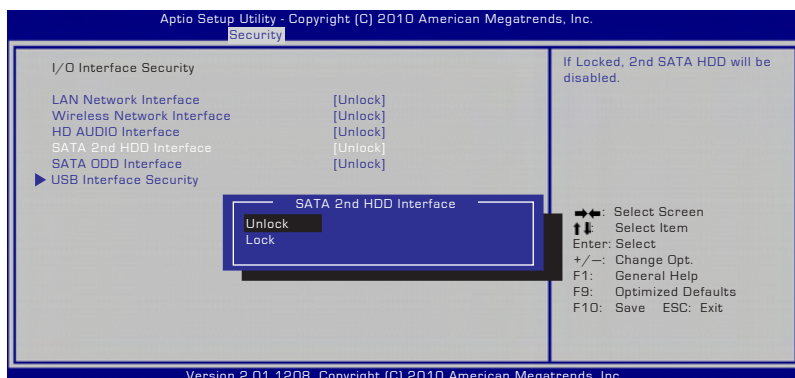 Aptio Setup Utility - Copyright (C) 2010 American Megatrends, Inc.
Security
I/O Interface Security
LAN Network Interface [Unlock]
Wireless Network Interface [Unlock]
HD AUDIO Interface [Unlock]
SATA 2nd HDD Interface [Unlock]
SATA ODD Interface [Unlock]
USB Interface Security
SATA 2nd HDD Interface
Unlock
Lock
If Locked, 2nd SATA HDD will be
disabled.
→←: Select Screen
↑↓: Select Item
Enter: Select
+/—: Change Opt.
F1: General Help
F9: Optimized Defaults
F10: Save ESC: Exit
Version 2.01.1208. Copyright (C) 2010 American Megatrends, Inc.